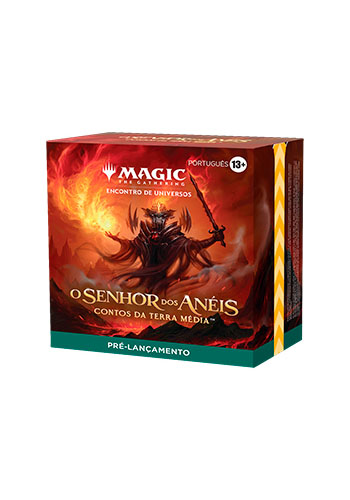 PORTUGUÊS 13+
MAGIC
THE GATHERING
ENCONTRO DE UNIVERSOS
O SENHOR DOS ANÉIS
CONTOS DA TERRA MÉDIA™
PRÉ-LANÇAMENTO